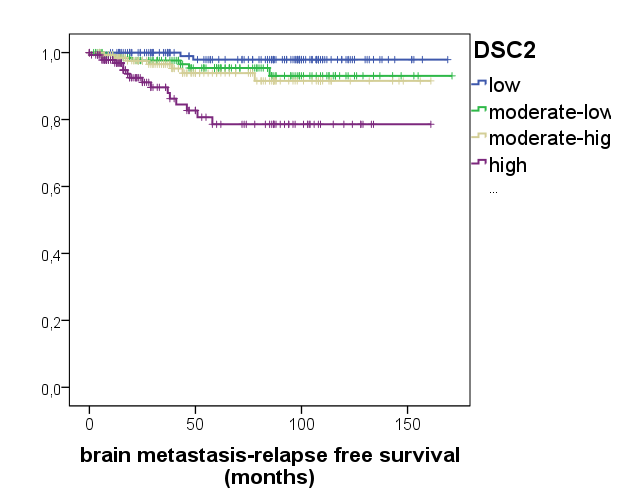 DSC2
low
moderate-low
moderate-hig
high
...
1,0
0,8
0,6
0,4
0,2
0,0
0 50 100 150
brain metastasis-relapse free survival
(months)